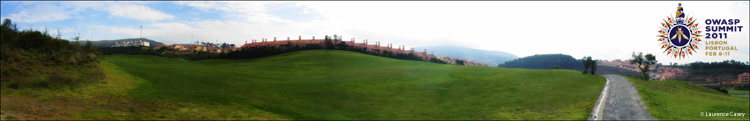 OWASP
SUMMIT
2011
LISBON
PORTUGAL
FEB 8-11
© Laurence Casey